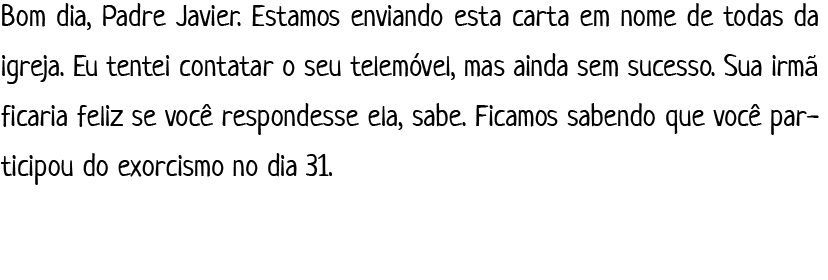 Bom dia, Padre Javier. Estamos enviando esta carta em nome de todas da
igreja. Eu tentei contatar o seu telemóvel, mas ainda sem sucesso. Sua irmã
ficaria feliz se você respondesse ela, sabe. Ficamos sabendo que você par-
ticipou do exorcismo no dia 31.